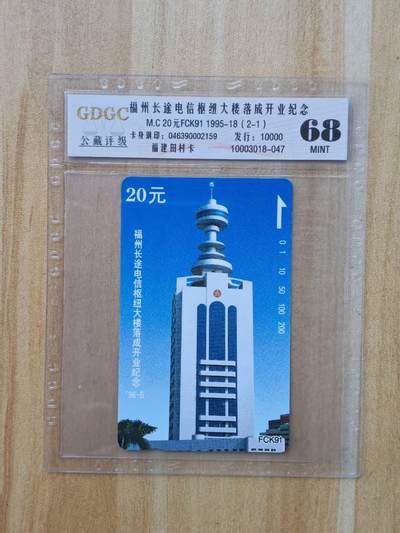 GDGC
公藏评级
福州长途电信枢纽大楼落成开业纪念
M.C 20元FCK91 1995-18 (2-1)
卡身钢印：046390002159 发行：10000
福建田村卡 10003018-047
68
MINT
20元
福州长途电信枢纽大楼落成开业纪念
0 1 10 50 100 200
FCK91